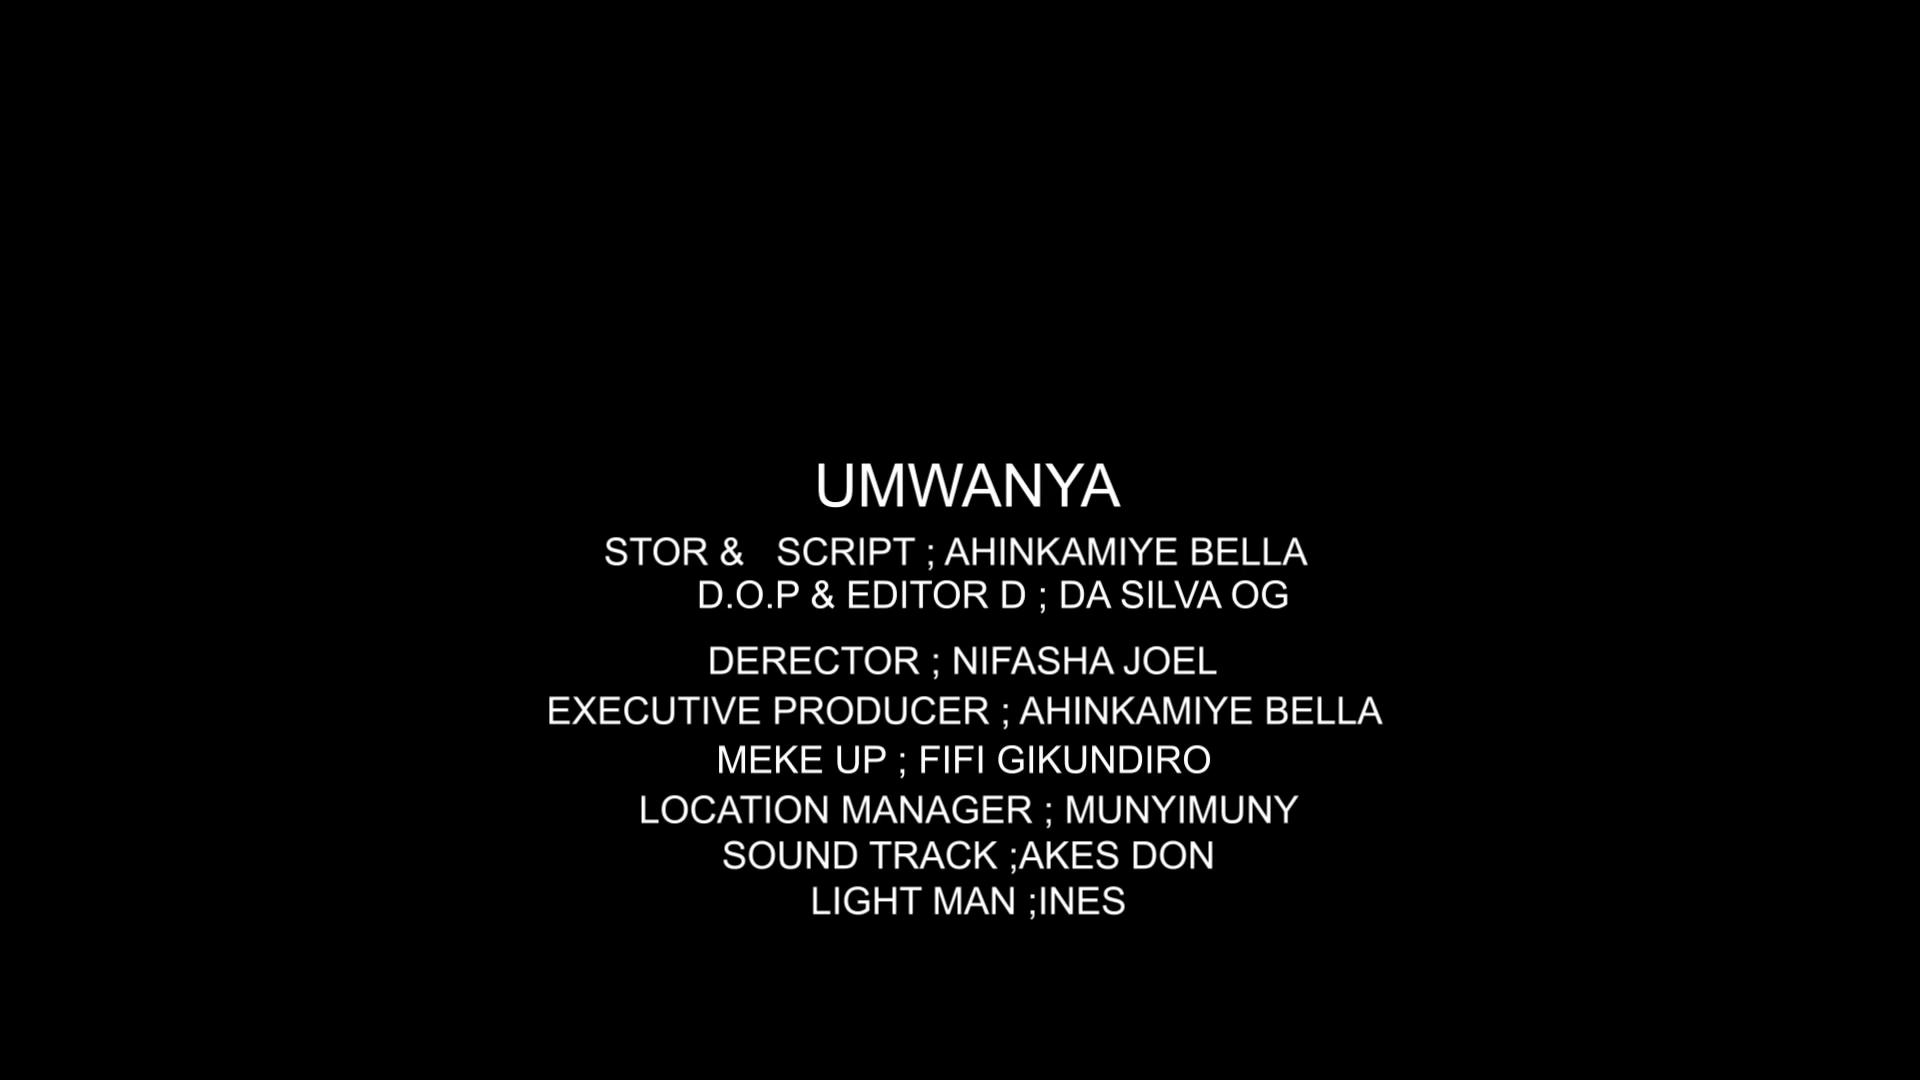 UMWANYA
STOR & SCRIPT ; AHINKAMIYE BELLA
D.O.P & EDITOR D ; DA SILVA OG
DERECTOR ; NIFASHA JOEL
EXECUTIVE PRODUCER ; AHINKAMIYE BELLA
MEKE UP ; FIFI GIKUNDIRO
LOCATION MANAGER ; MUNYIMUNY
SOUND TRACK ;AKES DON
LIGHT MAN ;INES